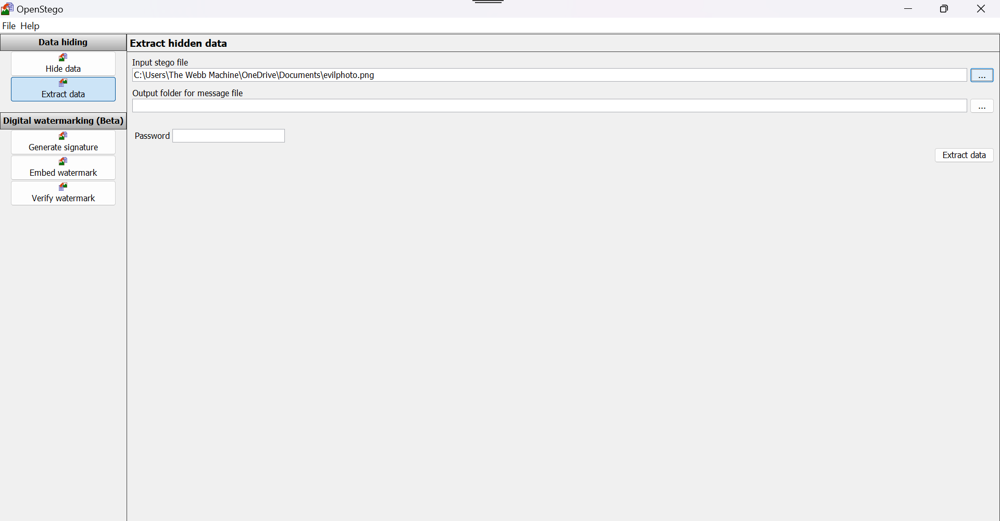 OpenStego
File Help
Data hiding
Hide data
Extract data
Digital watermarking (Beta)
Generate signature
Embed watermark
Verify watermark
Extract hidden data
Input stego file
C:\Users\The Webb Machine\OneDrive\Documents\evilphoto.png
...
Output folder for message file
...
Password
Extract data